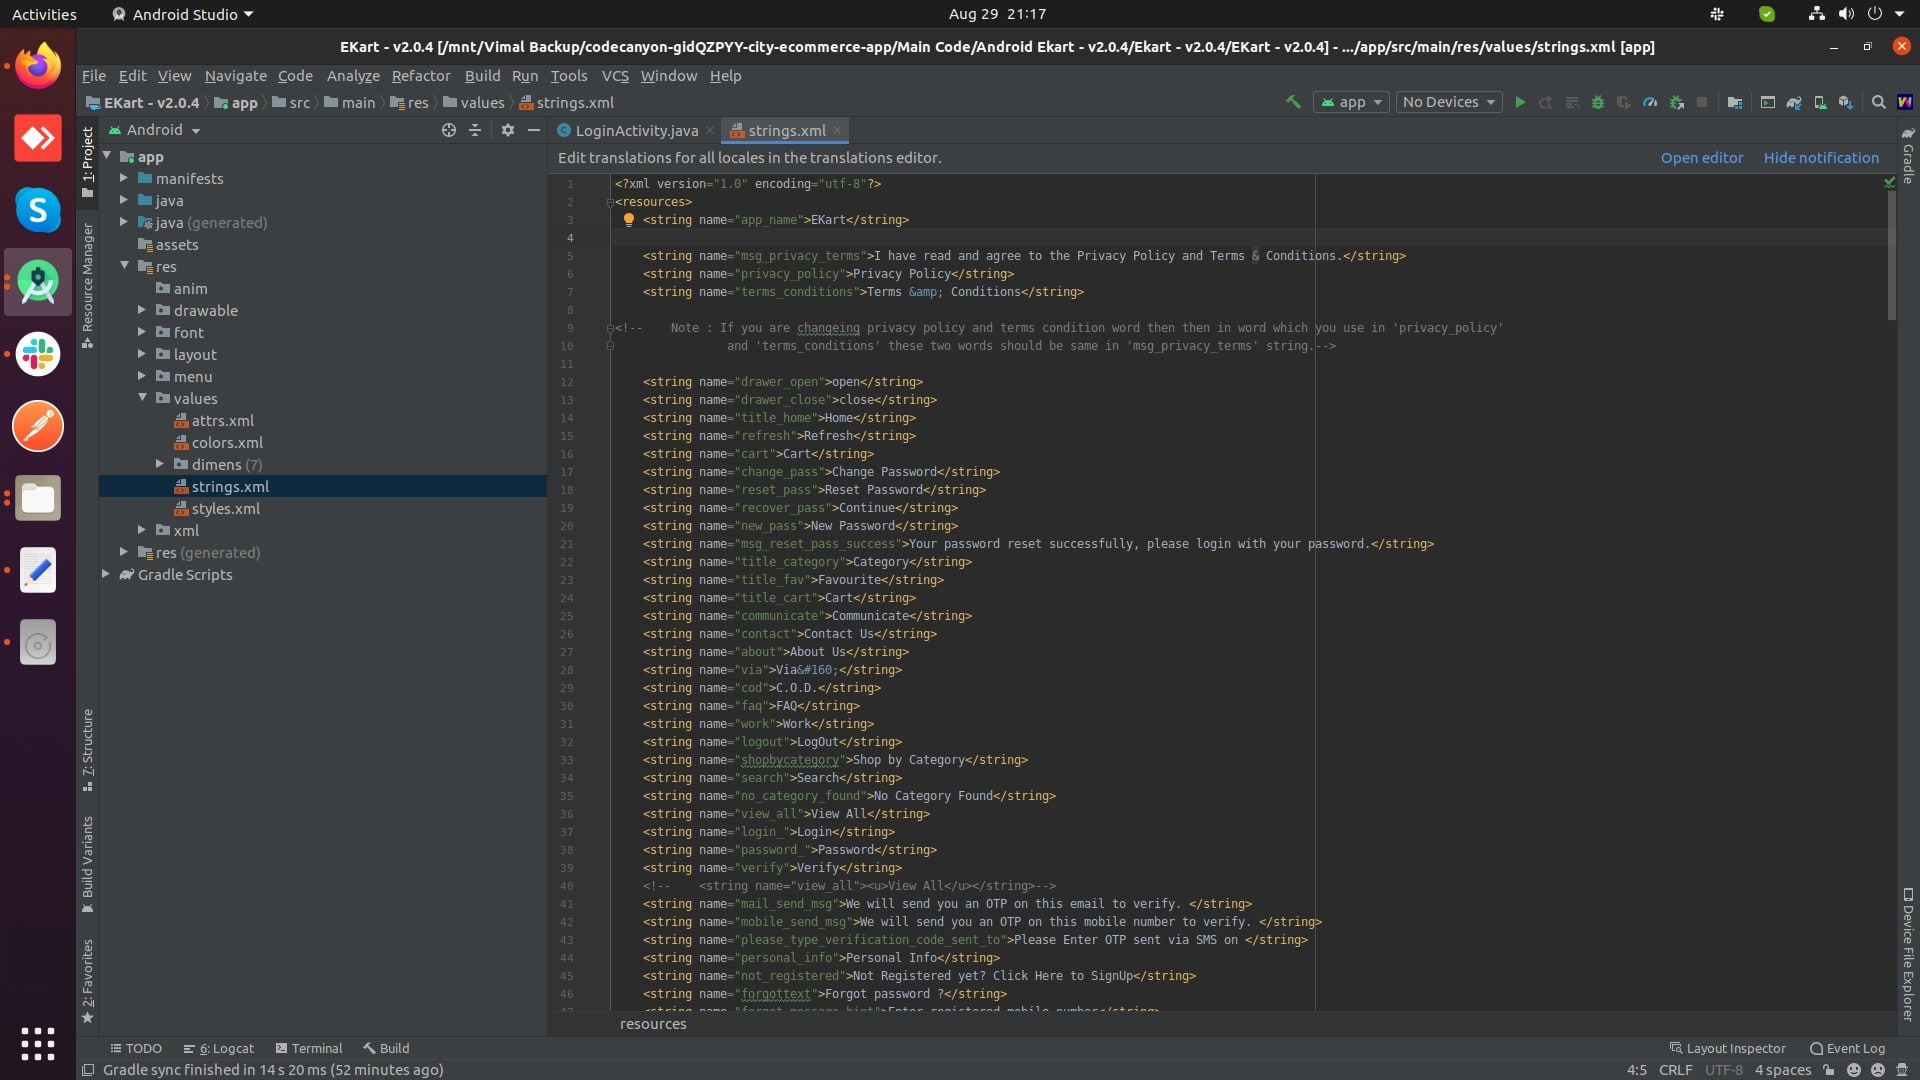 Activities
Android Studio
Aug 29 21:17
EKart - v2.0.4 [/mnt/Vimal Backup/codecanyon-gidQZPYY-city-ecommerce-app/Main Code/Android Ekart - v2.0.4/Ekart - v2.0.4/EKart - v2.0.4] - .../app/src/main/res/values/strings.xml [app]
File Edit View Navigate Code Analyze Refactor Build Run Tools VCS Window Help
EKart - v2.0.4 app src main res values strings.xml
app
No Devices
1: Project
Resource Manager
7: Structure
Build Variants
2: Favorites
Android
app
manifests
java
java (generated)
assets
res
anim
drawable
font
layout
menu
values
attrs.xml
colors.xml
dimens (7)
strings.xml
styles.xml
xml
res (generated)
Gradle Scripts
LoginActivity.java
strings.xml
Edit translations for all locales in the translations editor.
Open editor
Hide notification
1 <?xml version="1.0" encoding="utf-8"?>
2 <resources>
3 <string name="app_name">EKart</string>
4
5 <string name="msg_privacy_terms">I have read and agree to the Privacy Policy and Terms & Conditions.</string>
6 <string name="privacy_policy">Privacy Policy</string>
7 <string name="terms_conditions">Terms &amp; Conditions</string>
8
9 <!-- Note : If you are changeing privacy policy and terms condition word then then in word which you use in 'privacy_policy'
10 and 'terms_conditions' these two words should be same in 'msg_privacy_terms' string.-->
11
12 <string name="drawer_open">open</string>
13 <string name="drawer_close">close</string>
14 <string name="title_home">Home</string>
15 <string name="refresh">Refresh</string>
16 <string name="cart">Cart</string>
17 <string name="change_pass">Change Password</string>
18 <string name="reset_pass">Reset Password</string>
19 <string name="recover_pass">Continue</string>
20 <string name="new_pass">New Password</string>
21 <string name="msg_reset_pass_success">Your password reset successfully, please login with your password.</string>
22 <string name="title_category">Category</string>
23 <string name="title_fav">Favourite</string>
24 <string name="title_cart">Cart</string>
25 <string name="communicate">Communicate</string>
26 <string name="contact">Contact Us</string>
27 <string name="about">About Us</string>
28 <string name="via">Via&#160;</string>
29 <string name="cod">C.O.D.</string>
30 <string name="faq">FAQ</string>
31 <string name="work">Work</string>
32 <string name="logout">LogOut</string>
33 <string name="shopbycategory">Shop by Category</string>
34 <string name="search">Search</string>
35 <string name="no_category_found">No Category Found</string>
36 <string name="view_all">View All</string>
37 <string name="login_">Login</string>
38 <string name="password_">Password</string>
39 <string name="verify">Verify</string>
40 <!-- <string name="view_all"><u>View All</u></string>-->
41 <string name="mail_send_msg">We will send you an OTP on this email to verify. </string>
42 <string name="mobile_send_msg">We will send you an OTP on this mobile number to verify. </string>
43 <string name="please_type_verification_code_sent_to">Please Enter OTP sent via SMS on </string>
44 <string name="personal_info">Personal Info</string>
45 <string name="not_registered">Not Registered yet? Click Here to SignUp</string>
46 <string name="forgottext">Forgot password ?</string>
resources
Gradle
Device File Explorer
TODO
6: Logcat
Terminal
Build
Layout Inspector
Event Log
Gradle sync finished in 14 s 20 ms (52 minutes ago)
4:5 CRLF UTF-8 4 spaces